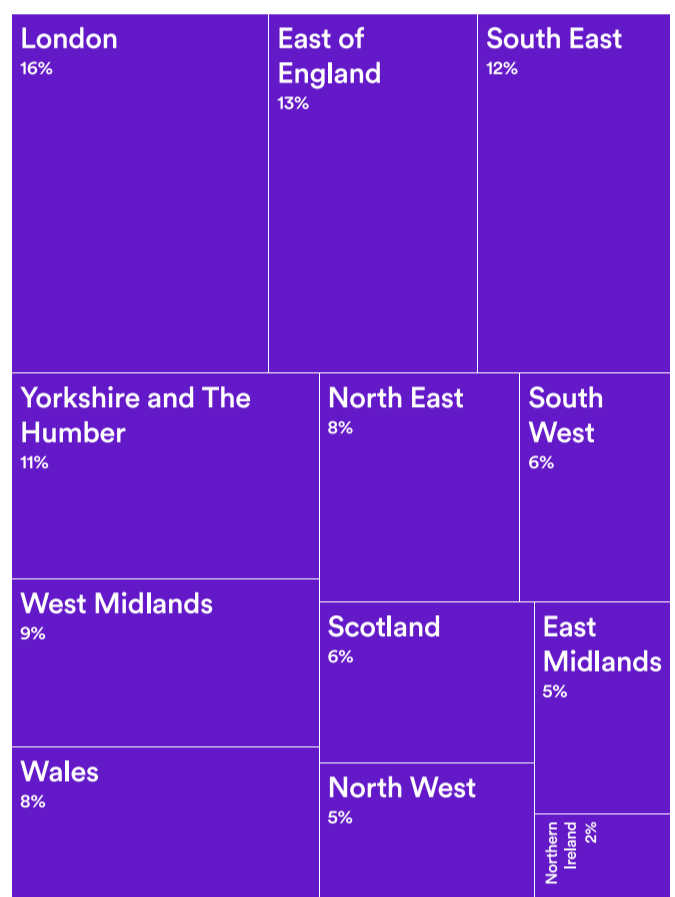 London
16%
East of
England
13%
South East
12%
Yorkshire and The
Humber
11%
North East
8%
South
West
6%
West Midlands
9%
Scotland
6%
East
Midlands
5%
Wales
8%
North West
5%
Northern
Ireland
2%